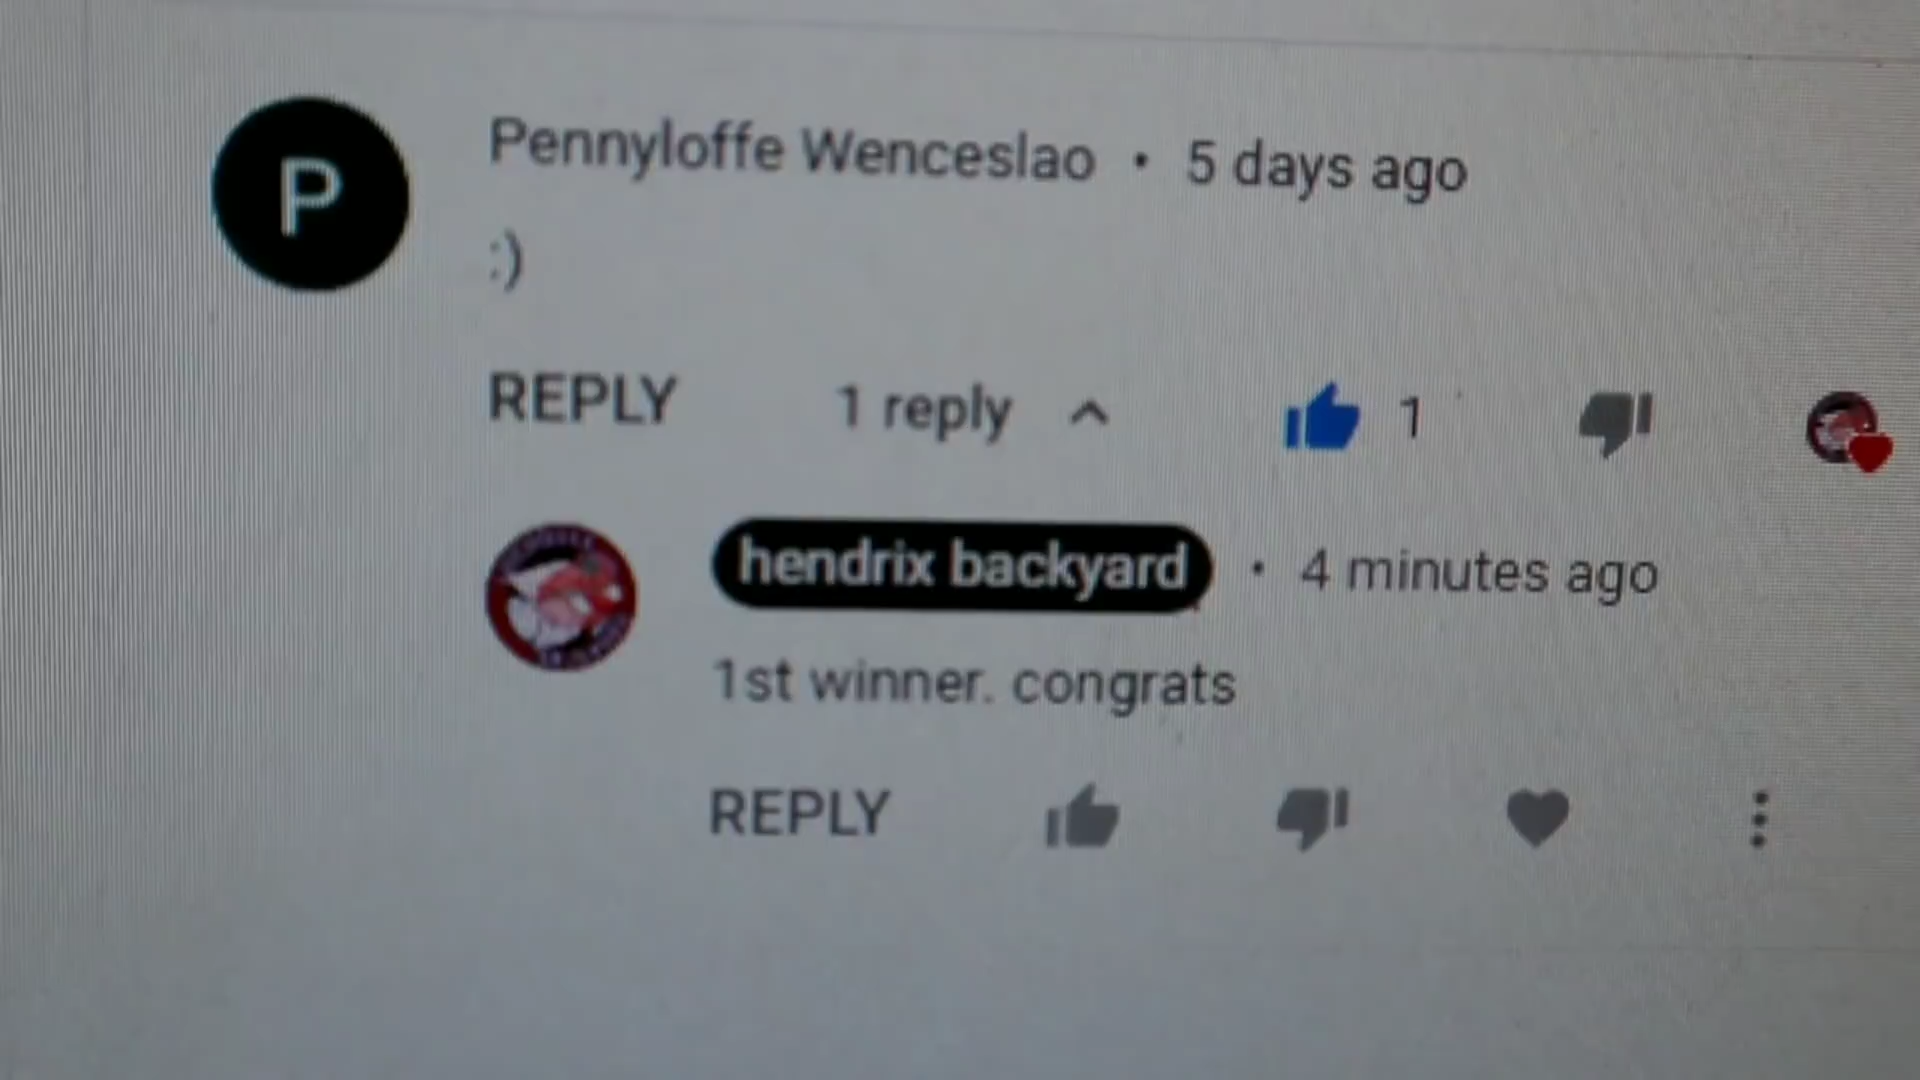 P
Pennyloffe Wenceslao • 5 days ago
:)
REPLY 1 reply 1
hendrix backyard • 4 minutes ago
1st winner. congrats
REPLY